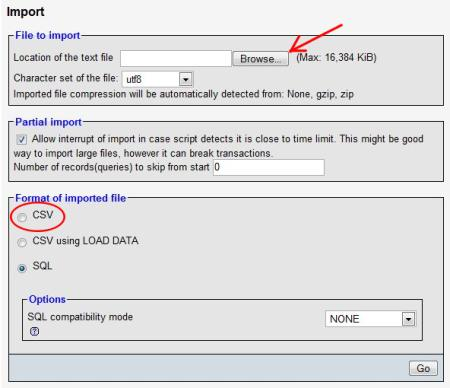 Import
File to import
Location of the text file Browse... (Max: 16,384 KiB)
Character set of the file: utf8
Imported file compression will be automatically detected from: None, gzip, zip
Partial import
Allow interrupt of import in case script detects it is close to time limit. This might be good
way to import large files, however it can break transactions.
Number of records(queries) to skip from start 0
Format of imported file
CSV
CSV using LOAD DATA
SQL
Options
SQL compatibility mode NONE
?
Go